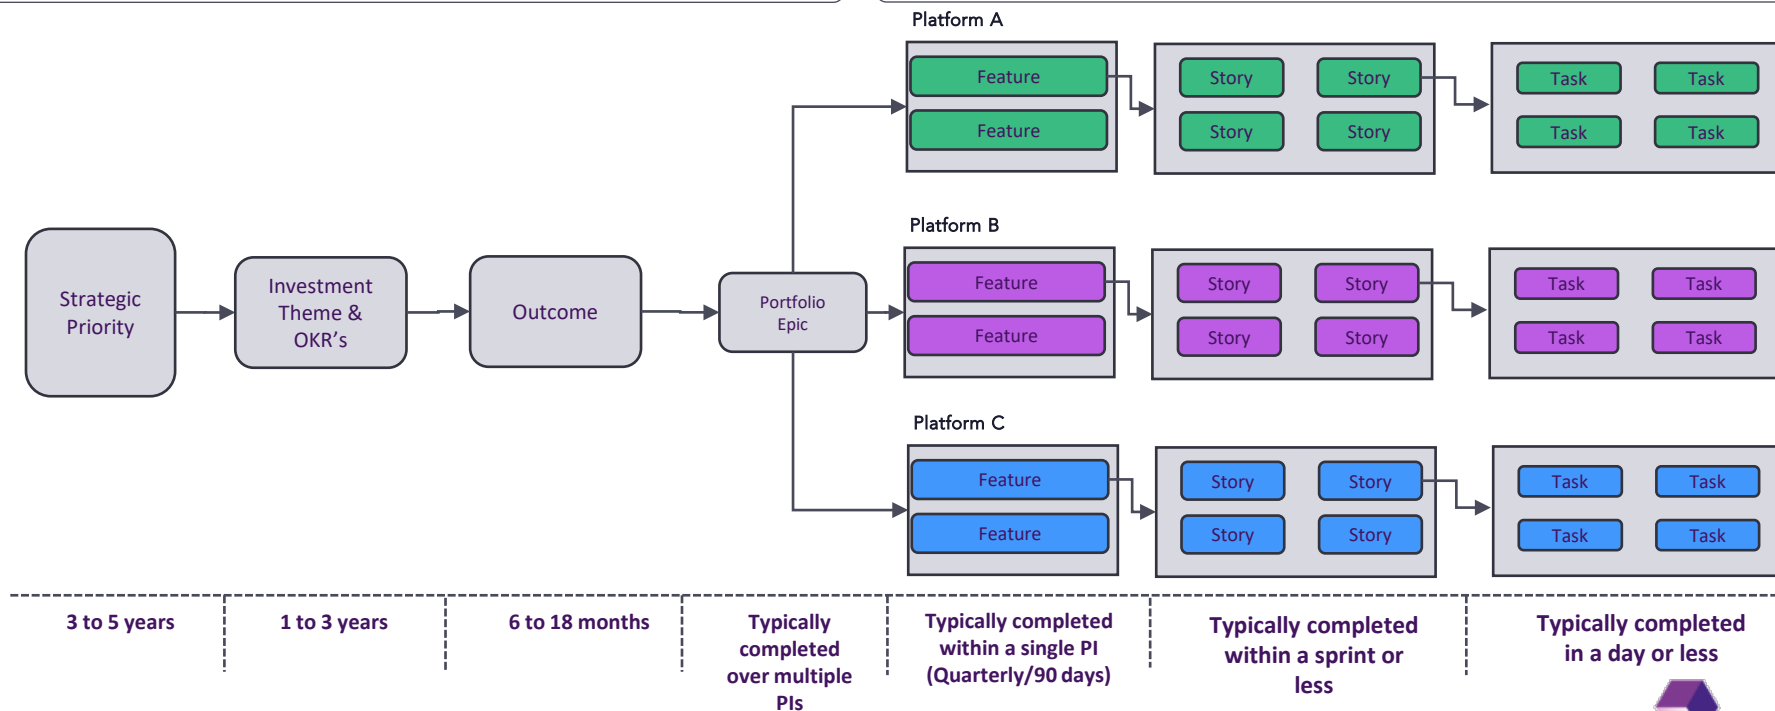 Platform A
Feature
Feature
Story
Story
Story
Story
Task
Task
Task
Task
Strategic
Priority
Investment
Theme &
OKR's
Outcome
Portfolio
Epic
Platform B
Feature
Feature
Story
Story
Story
Story
Task
Task
Task
Task
Platform C
Feature
Feature
Story
Story
Story
Story
Task
Task
Task
Task
3 to 5 years
1 to 3 years
6 to 18 months
Typically
completed
over multiple
PIs
Typically completed
within a single PI
(Quarterly/90 days)
Typically completed
within a sprint or
less
Typically completed
in a day or less